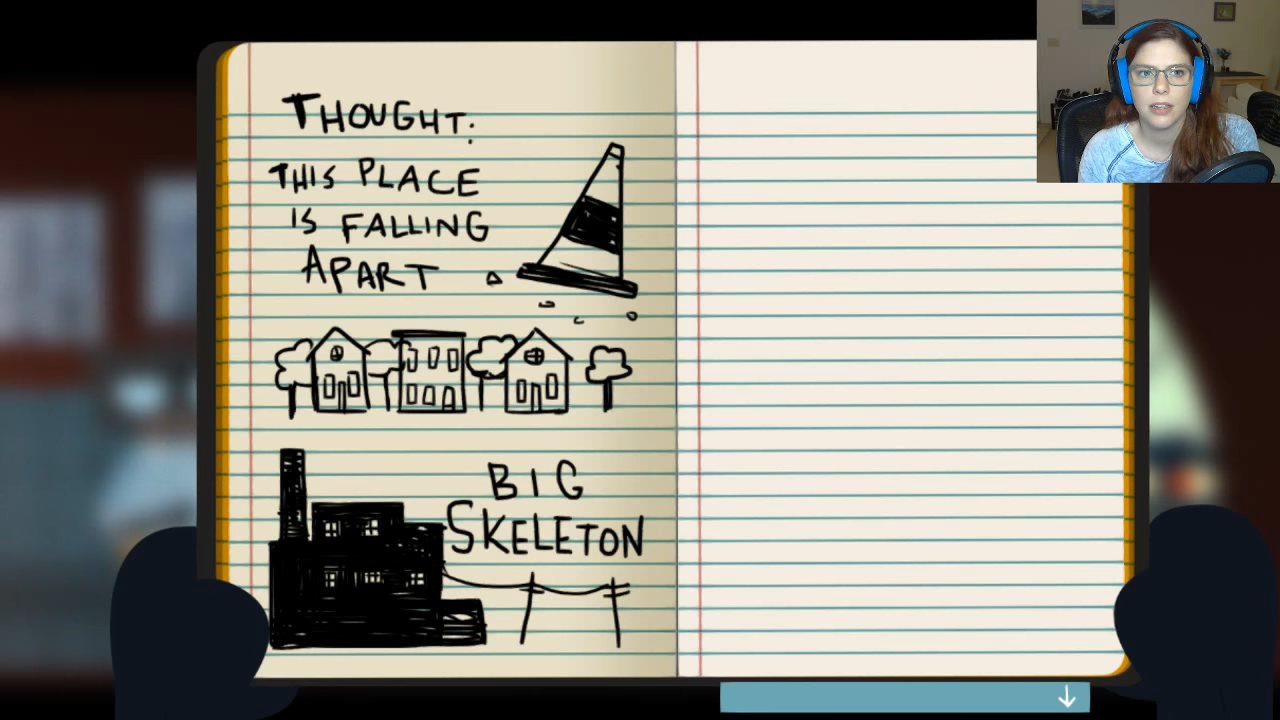 THOUGHT:
THIS PLACE
IS FALLING
APART
BIG
SKELETON